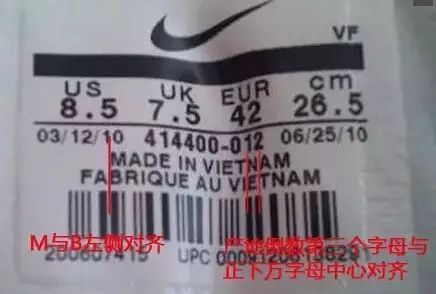 VF
US UK EUR cm
8.5 7.5 42 26.5
03/12/10 414400-012 06/25/10
MADE IN VIETNAM
FABRIQUE AU VIETNAM
M与B左侧对齐
产地倒数第二个字母与
正下方字母中心对齐
UPC